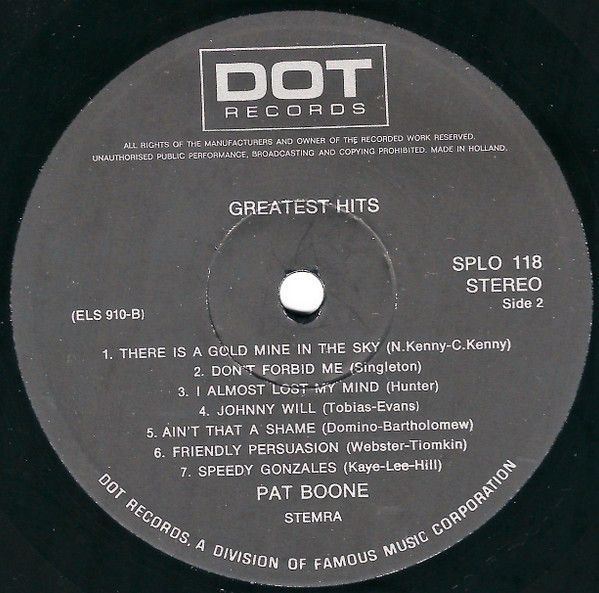 DOT
RECORDS
ALL RIGHTS OF THE MANUFACTURERS AND OWNER OF THE RECORDED WORK RESERVED.
UNAUTHORISED PUBLIC PERFORMANCE, BROADCASTING AND COPYING PROHIBITED. MADE IN HOLLAND.
GREATEST HITS
SPLO 118
STEREO
Side 2
(ELS 910-B)
1. THERE IS A GOLD MINE IN THE SKY (N.Kenny-C.Kenny)
2. DON'T FORBID ME (Singleton)
3. I ALMOST LOST MY MIND (Hunter)
4. JOHNNY WILL (Tobias-Evans)
5. AIN'T THAT A SHAME (Domino-Bartholomew)
6. FRIENDLY PERSUASION (Webster-Tiomkin)
7. SPEEDY GONZALES (Kaye-Lee-Hill)
PAT BOONE
STEMRA
DOT RECORDS, A DIVISION OF FAMOUS MUSIC CORPORATION